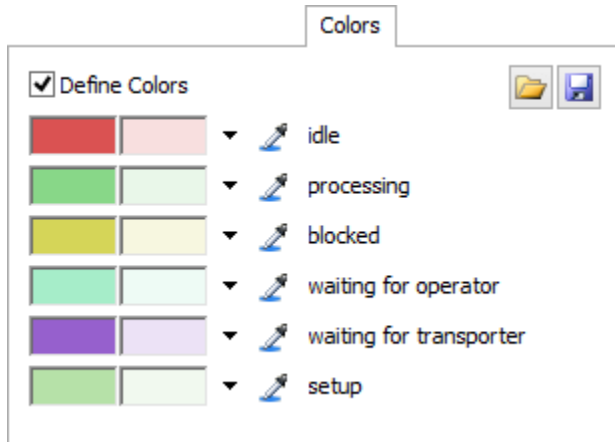 Colors
Define Colors
idle
processing
blocked
waiting for operator
waiting for transporter
setup